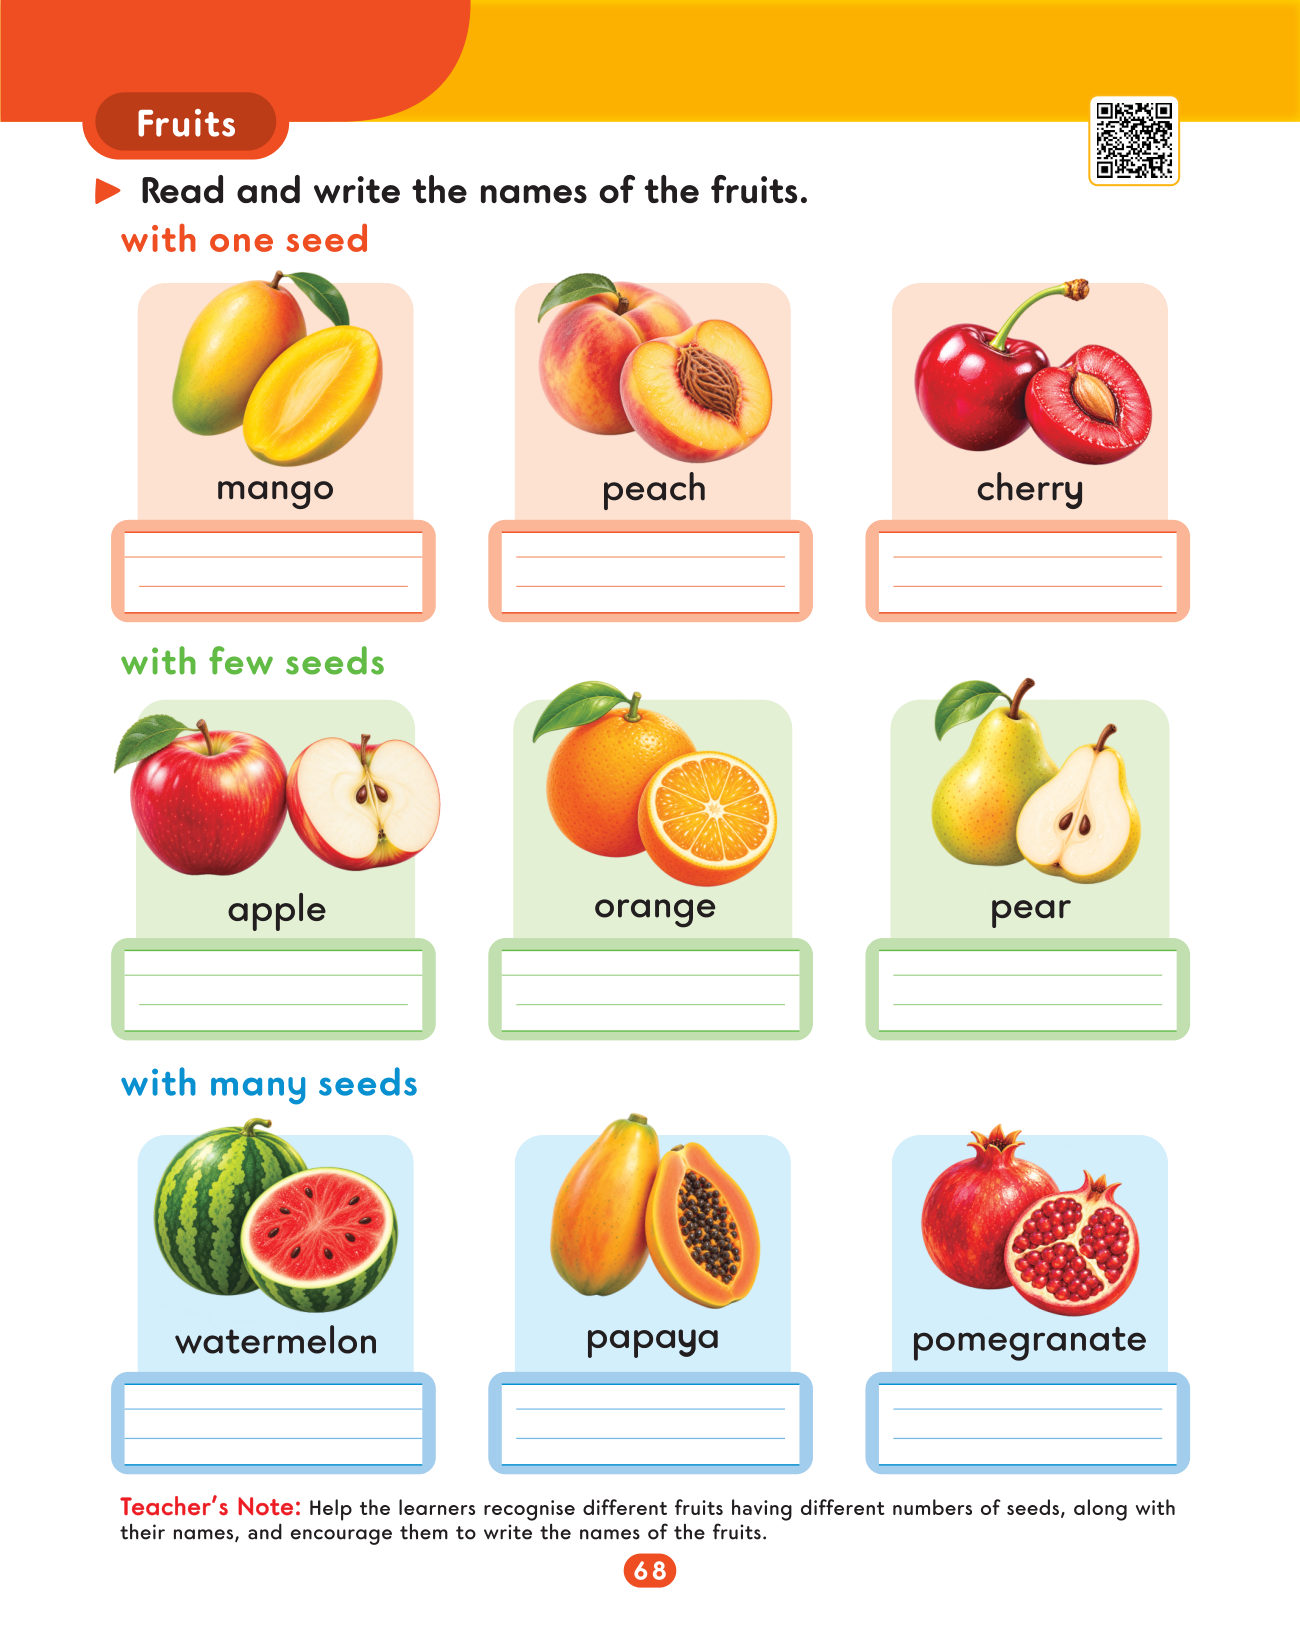 Fruits
Read and write the names of the fruits.
with one seed
mango
peach
cherry
with few seeds
apple
orange
pear
with many seeds
watermelon
papaya
pomegranate
Teacher's Note: Help the learners recognise different fruits having different numbers of seeds, along with
their names, and encourage them to write the names of the fruits.
68